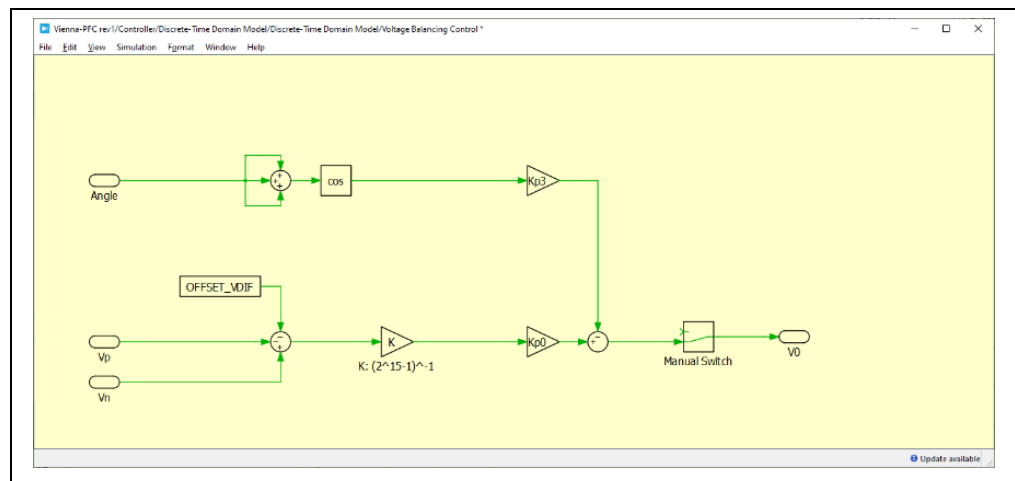 Vienna-PFC rev1/Controller/Discrete-Time Domain Model/Discrete-Time Domain Model/Voltage Balancing Control *
File Edit View Simulation Format Window Help
Angle
+
+
+
cos
Kp3
OFFSET_VDIF
Vp
Vn
-
-
+
K
K: (2^15-1)^-1
Kp0
+
-
Manual Switch
V0
Update available